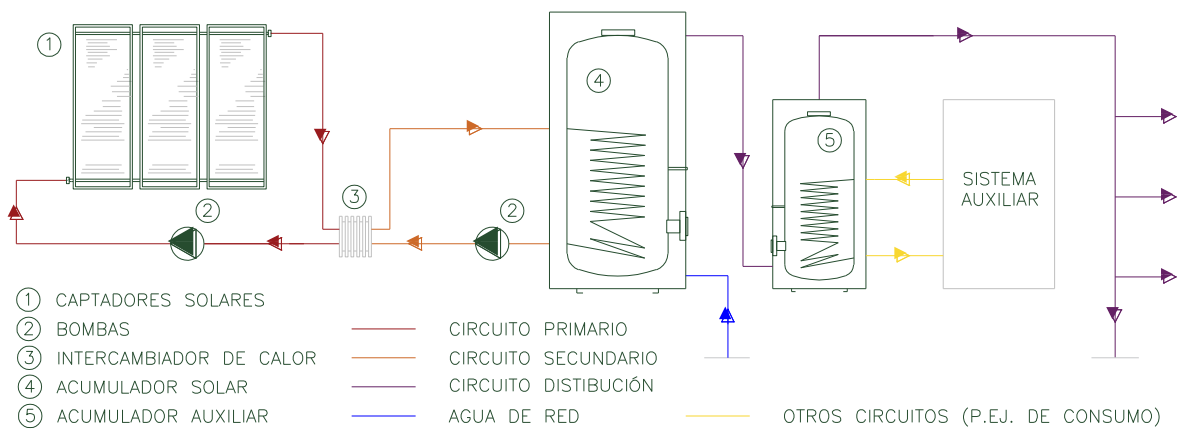 1
2
3
2
4
5
SISTEMA
AUXILIAR
1 CAPTADORES SOLARES
2 BOMBAS
3 INTERCAMBIADOR DE CALOR
4 ACUMULADOR SOLAR
5 ACUMULADOR AUXILIAR
CIRCUITO PRIMARIO
CIRCUITO SECUNDARIO
CIRCUITO DISTIBUCIÓN
AGUA DE RED
OTROS CIRCUITOS (P.EJ. DE CONSUMO)